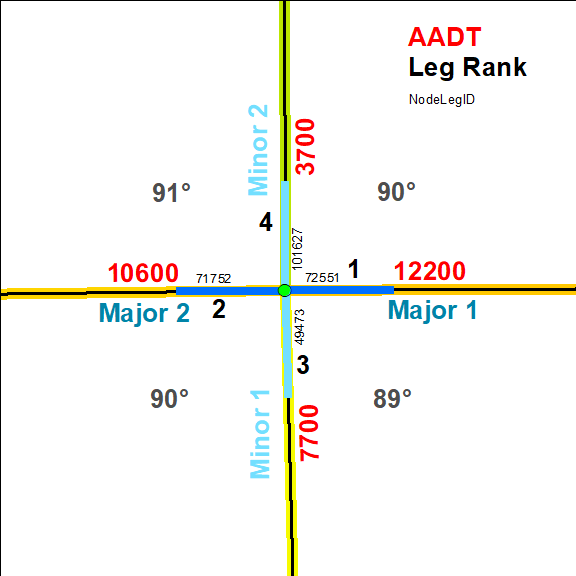 AADT
Leg Rank
NodeLegID
Minor 2
3700
91°
90°
4
101627
10600
71752
72551
1
12200
Major 2
2
Major 1
49473
3
90°
89°
Minor 1
7700